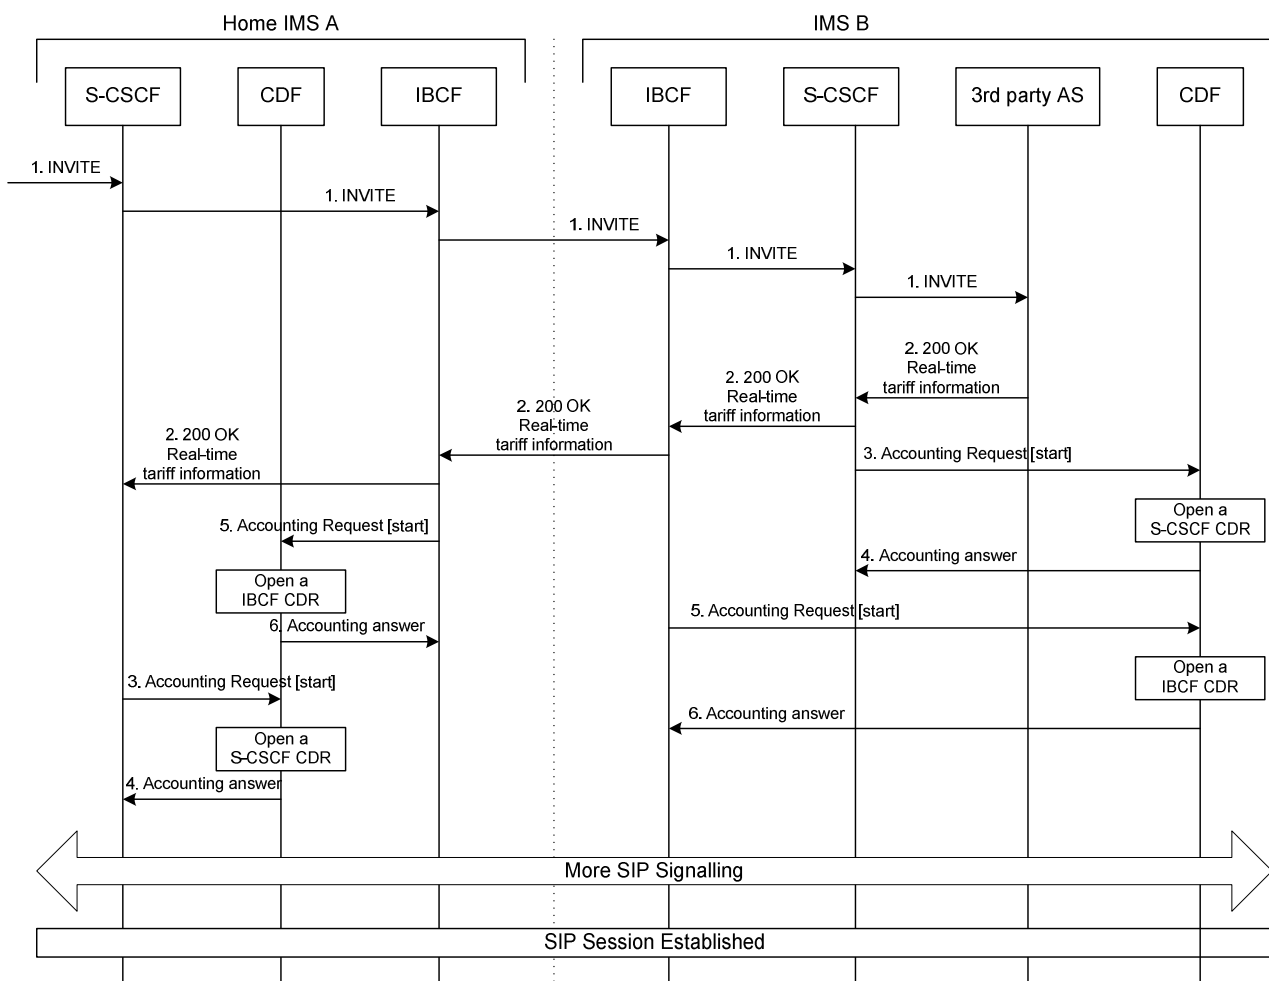 Home IMS A
IMS B
S-CSCF
CDF
IBCF
IBCF
S-CSCF
3rd party AS
CDF
1. INVITE
1. INVITE
1. INVITE
1. INVITE
1. INVITE
2. 200 OK
Real-time
tariff information
2. 200 OK
Real-time
tariff information
2. 200 OK
Real-time
tariff information
2. 200 OK
Real-time
tariff information
3. Accounting Request [start]
Open a
S-CSCF CDR
5. Accounting Request [start]
4. Accounting answer
Open a
IBCF CDR
5. Accounting Request [start]
6. Accounting answer
Open a
IBCF CDR
3. Accounting Request [start]
6. Accounting answer
Open a
S-CSCF CDR
4. Accounting answer
More SIP Signalling
SIP Session Established